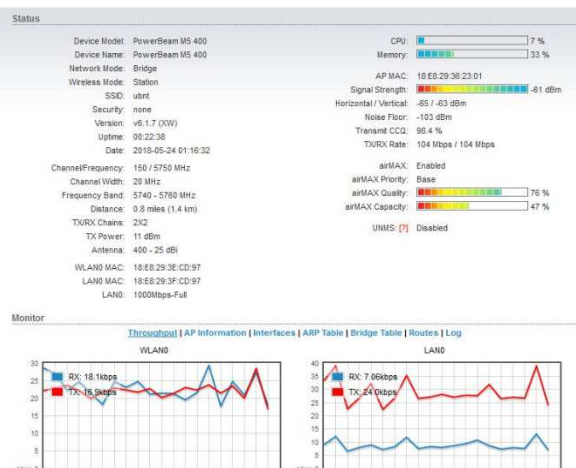 Status
Device Model: PowerBeam M5 400
Device Name: PowerBeam M5 400
Network Mode: Bridge
Wireless Mode: Station
SSID: ubnt
Security: none
Version: v6.1.7 (XW)
Uptime: 00:22:38
Date: 2018-05-24 01:16:32
Channel/Frequency: 150 / 5750 MHz
Channel Width: 20 MHz
Frequency Band: 5740 - 5760 MHz
Distance: 0.8 miles (1.4 km)
TX/RX Chains: 2X2
TX Power: 11 dBm
Antenna: 400 - 25 dBi
WLAN0 MAC: 18:E8:29:3E:CD:97
LAN0 MAC: 18:E8:29:3F:CD:97
LAN0: 1000Mbps-Full
CPU: 7 %
Memory: 33 %
AP MAC: 18:E8:29:36:23:01
Signal Strength: -61 dBm
Horizontal / Vertical: -65 / -63 dBm
Noise Floor: -103 dBm
Transmit CCQ: 98.4 %
TX/RX Rate: 104 Mbps / 104 Mbps
airMAX: Enabled
airMAX Priority: Base
airMAX Quality: 76 %
airMAX Capacity: 47 %
UNMS: [?] Disabled
Monitor
Throughput | AP Information | Interfaces | ARP Table | Bridge Table | Routes | Log
WLAN0
RX: 18.1kbps
TX: 16.9kbps
30
25
20
15
10
5
LAN0
RX: 7.06kbps
TX: 24.0kbps
40
35
30
25
20
15
10
5